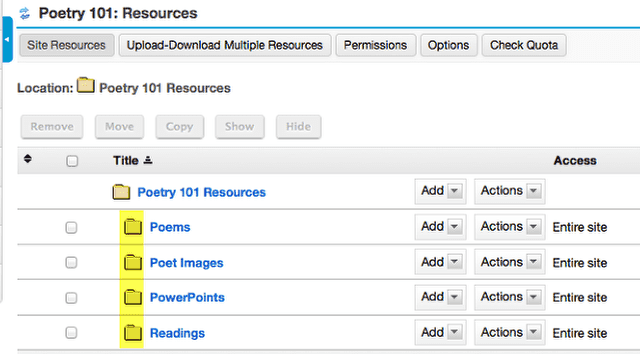 Poetry 101: Resources
Site Resources Upload-Download Multiple Resources Permissions Options Check Quota
Location: Poetry 101 Resources
Remove Move Copy Show Hide
Title Access
Poetry 101 Resources Add Actions
Poems Add Actions Entire site
Poet Images Add Actions Entire site
PowerPoints Add Actions Entire site
Readings Add Actions Entire site